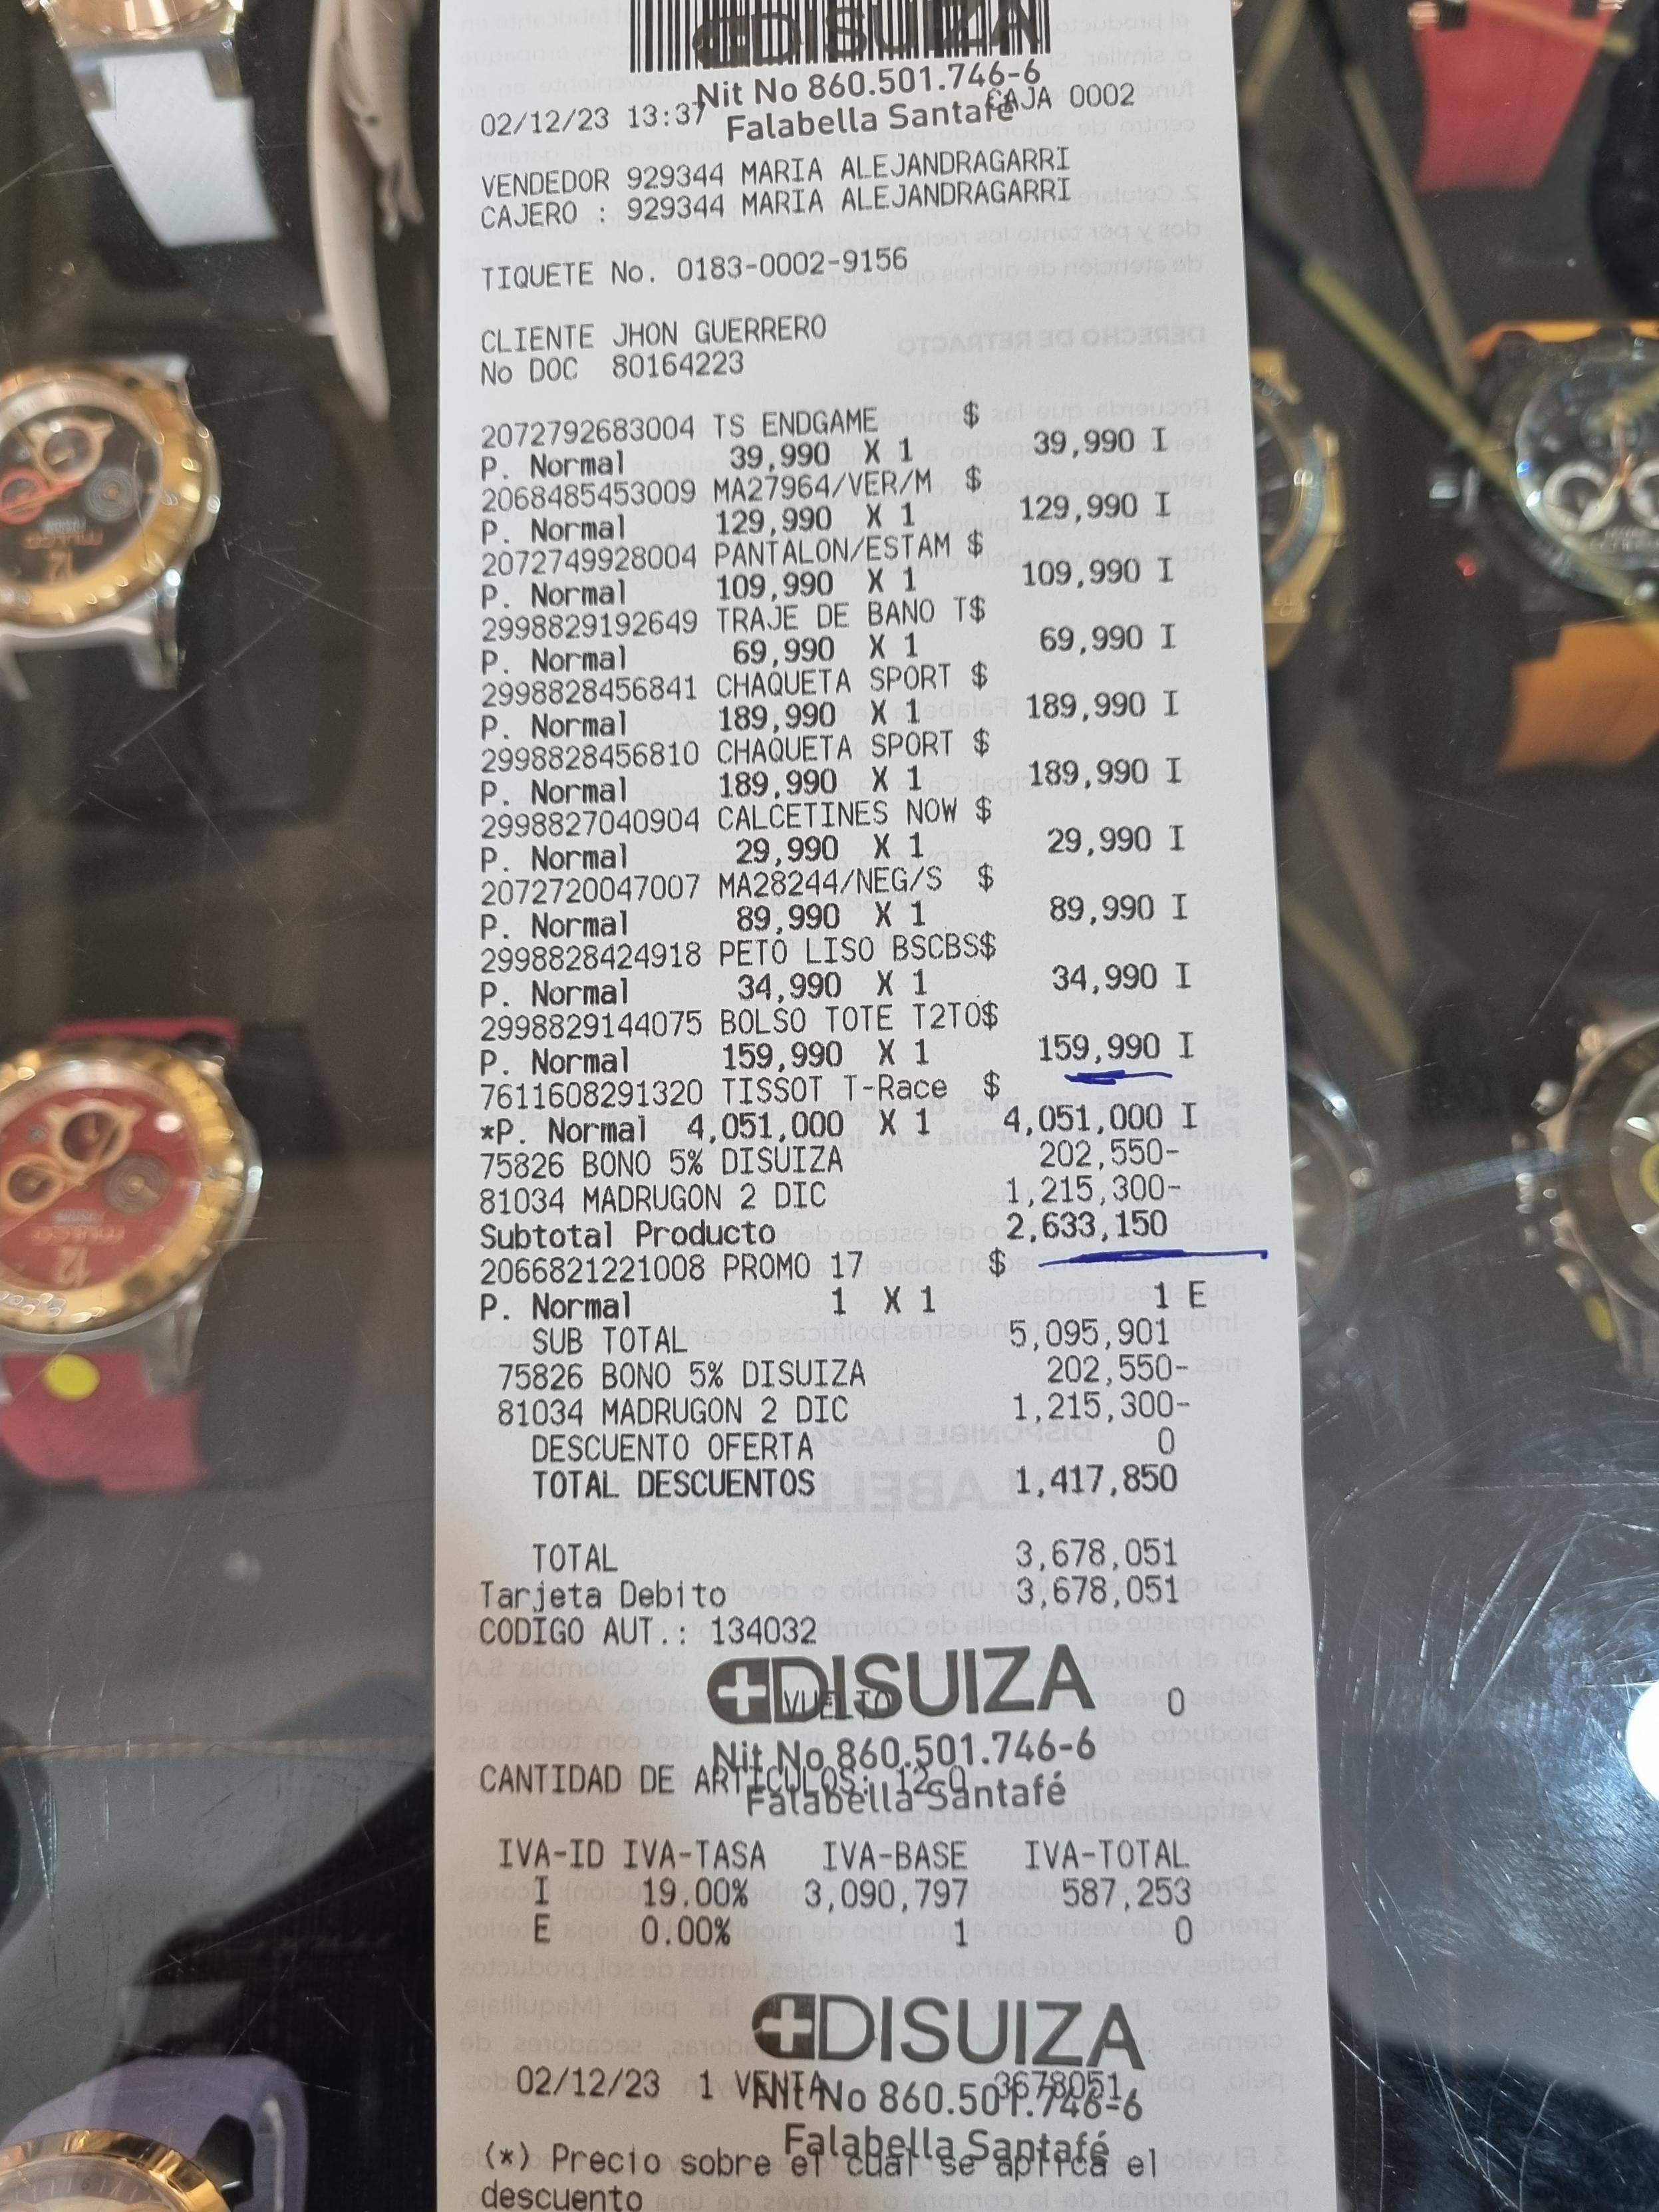 DISUIZA
Nit No 860.501.746-6
02/12/23 13:37 CAJA 0002
Falabella Santafé
VENDEDOR 929344 MARIA ALEJANDRAGARRI
CAJERO : 929344 MARIA ALEJANDRAGARRI
TIQUETE No. 0183-0002-9156
CLIENTE JHON GUERRERO
No DOC 80164223
2072792683004 TS ENDGAME $
P. Normal 39,990 X 1 39,990 I
2068485453009 MA27964/VER/M $
P. Normal 129,990 X 1 129,990 I
2072749928004 PANTALON/ESTAM $
P. Normal 109,990 X 1 109,990 I
2998829192649 TRAJE DE BANO T$
P. Normal 69,990 X 1 69,990 I
2998828456841 CHAQUETA SPORT $
P. Normal 189,990 X 1 189,990 I
2998828456810 CHAQUETA SPORT $
P. Normal 189,990 X 1 189,990 I
2998827040904 CALCETINES NOW $
P. Normal 29,990 X 1 29,990 I
2072720047007 MA28244/NEG/S $
P. Normal 89,990 X 1 89,990 I
2998828424918 PETO LISO BSCBS$
P. Normal 34,990 X 1 34,990 I
2998829144075 BOLSO TOTE T2TO$
P. Normal 159,990 X 1 159,990 I
7611608291320 TISSOT T-Race $
*P. Normal 4,051,000 X 1 4,051,000 I
75826 BONO 5% DISUIZA 202,550-
81034 MADRUGON 2 DIC 1,215,300-
Subtotal Producto 2,633,150
2066821221008 PROMO 17 $
P. Normal 1 X 1 1 E
SUB TOTAL 5,095,901
75826 BONO 5% DISUIZA 202,550-
81034 MADRUGON 2 DIC 1,215,300-
DESCUENTO OFERTA 0
TOTAL DESCUENTOS 1,417,850
TOTAL 3,678,051
Tarjeta Debito 3,678,051
CODIGO AUT.: 134032
DISUIZA
VUELTO 0
Nit No 860.501.746-6
CANTIDAD DE ARTICULOS: 12.0
Falabella Santafé
IVA-ID IVA-TASA IVA-BASE IVA-TOTAL
I 19.00% 3,090,797 587,253
E 0.00% 1 0
DISUIZA
02/12/23 1 VENTA 3678051
Nit No 860.501.746-6
Falabella Santafé
(*) Precio sobre el cual se aplica el
descuento